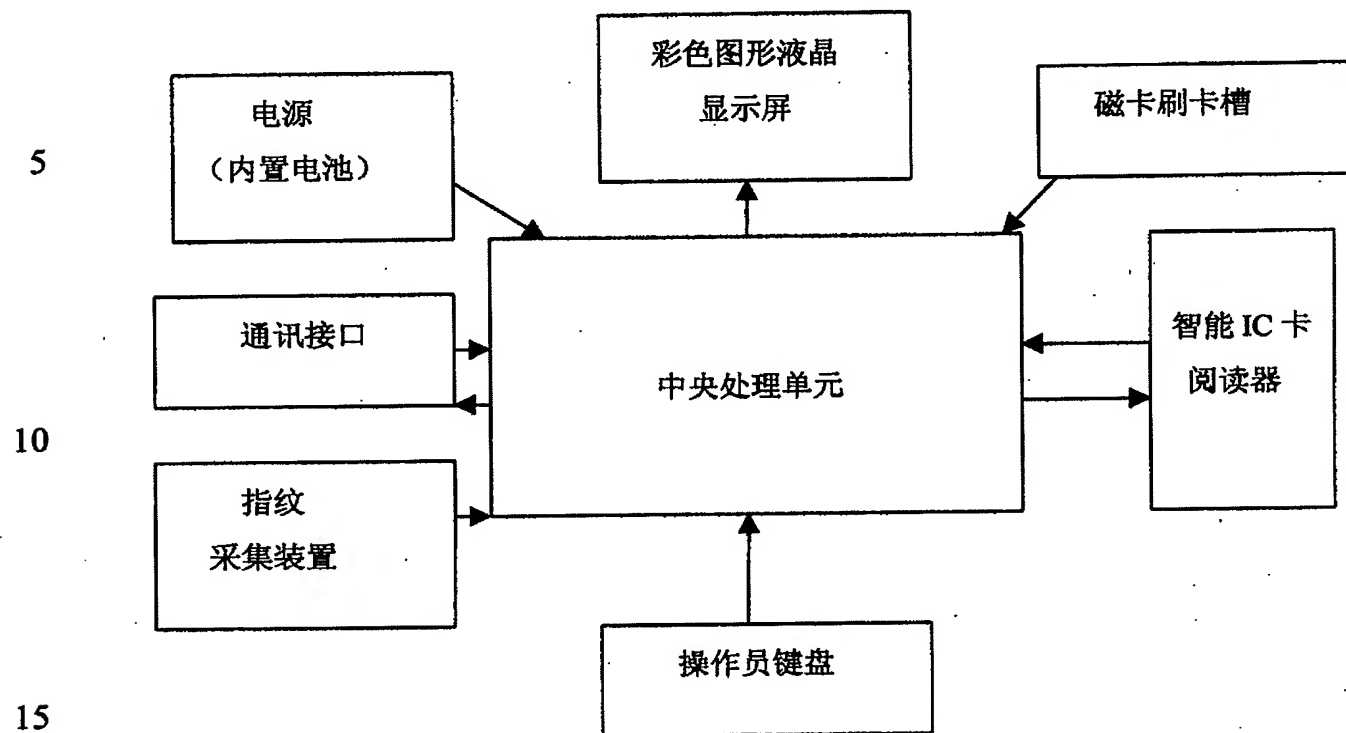 彩色图形液晶
显示屏
电源
（内置电池）
磁卡刷卡槽
5
通讯接口
中央处理单元
智能 IC 卡
阅读器
10
指纹
采集装置
操作员键盘
15